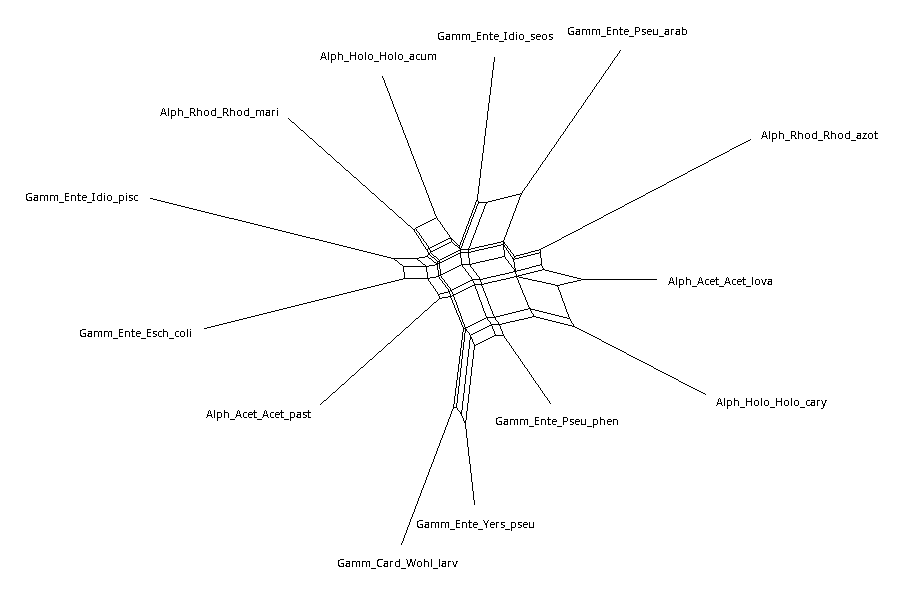 Gamm_Ente_Idio_seos
Gamm_Ente_Pseu_arab
Alph_Holo_Holo_acum
Alph_Rhod_Rhod_mari
Alph_Rhod_Rhod_azot
Gamm_Ente_Idio_pisc
Alph_Acet_Acet_lova
Gamm_Ente_Esch_coli
Alph_Holo_Holo_cary
Alph_Acet_Acet_past
Gamm_Ente_Pseu_phen
Gamm_Ente_Yers_pseu
Gamm_Card_Wohl_larv